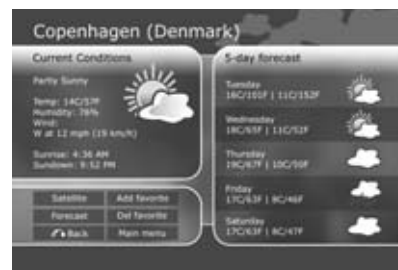 Copenhagen (Denmark)
Current Conditions
Partly Sunny
Temp: 14C/57F
Humidity: 76%
Wind:
W at 12 mph (19 km/h)
Sunrise: 4:36 AM
Sundown: 9:52 PM
Satellite
Add favorite
Forecast
Del favorite
Back
Main menu
5-day forecast
Tuesday
16C/101F | 11C/152F
Wednesday
18C/65F | 11C/52F
Thursday
19C/67F | 10C/50F
Friday
17C/63F | 8C/46F
Saturday
17C/63F | 8C/47F